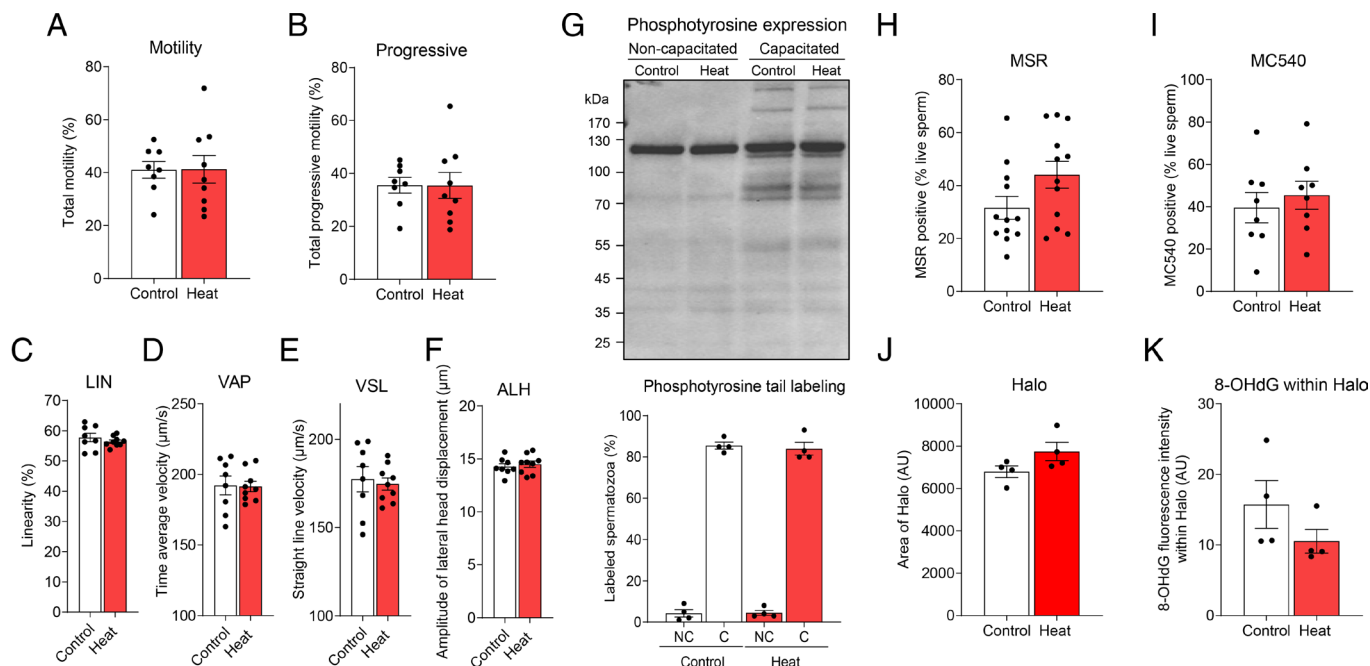 A
Motility
Total motility (%)
80
60
40
20
0
Control Heat
B
Progressive
Total progressive motility (%)
80
60
40
20
0
Control Heat
C
LIN
Linearity (%)
70
60
50
40
30
20
10
0
Control
Heat
D
VAP
Time average velocity (µm/s)
250
200
150
100
Control
Heat
E
VSL
Straight line velocity (µm/s)
200
150
100
Control
Heat
F
ALH
Amplitude of lateral head displacement (µm)
20
15
10
5
0
Control
Heat
G
Phosphotyrosine expression
Non-capacitated Capacitated
Control Heat Control Heat
kDa
170
130
100
70
55
45
35
25
Phosphotyrosine tail labeling
Labeled spermatozoa (%)
100
80
60
40
20
0
NC C NC C
Control Heat
H
MSR
MSR positive (% live sperm)
80
60
40
20
0
Control Heat
I
MC540
MC540 positive (% live sperm)
100
80
60
40
20
0
Control Heat
J
Halo
Area of Halo (AU)
10000
8000
6000
4000
2000
0
Control Heat
K
8-OHdG within Halo
8-OHdG fluorescence intensity
within Halo (AU)
30
20
10
0
Control Heat